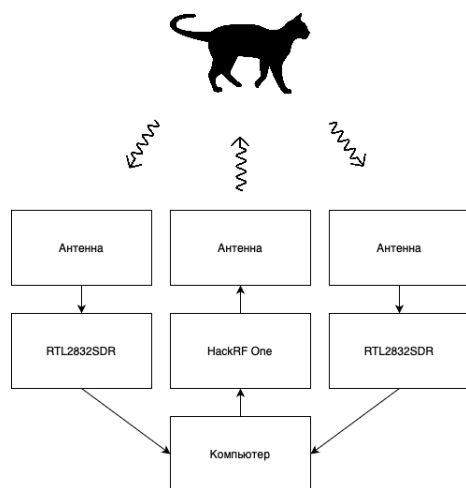 Антенна
Антенна
Антенна
RTL2832SDR
HackRF One
RTL2832SDR
Компьютер